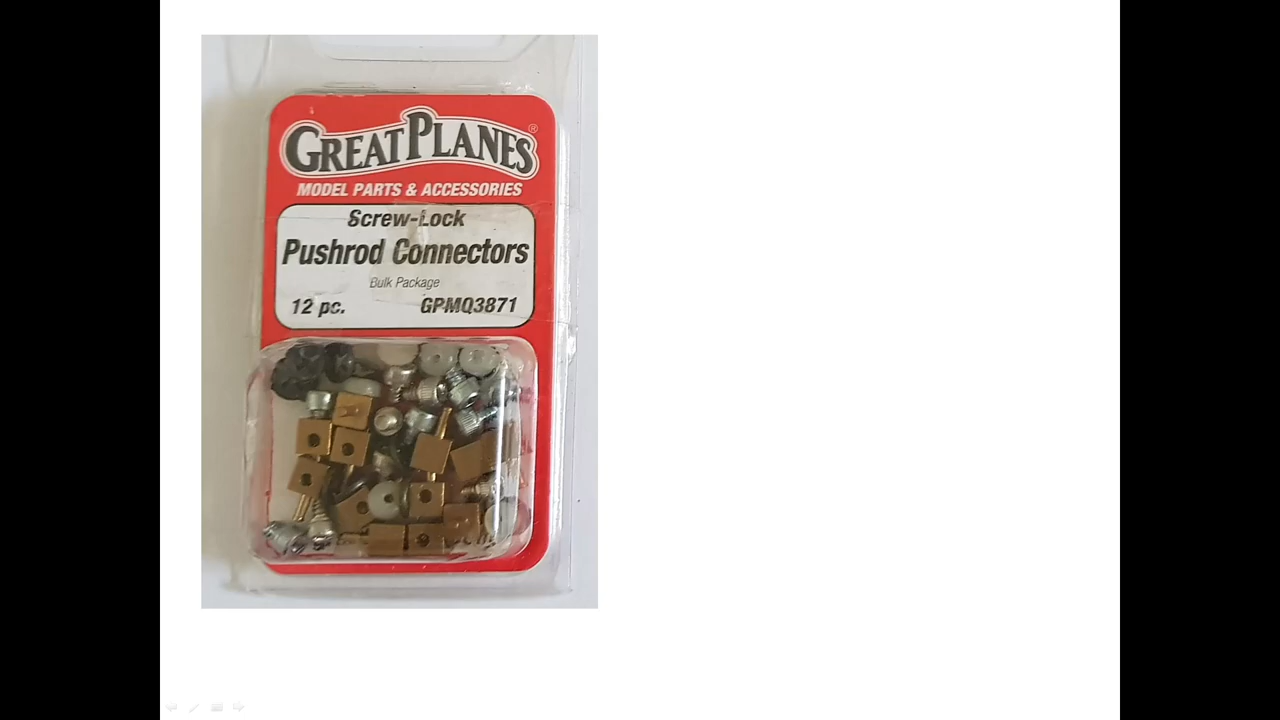 GREAT PLANES®
MODEL PARTS & ACCESSORIES
Screw-Lock
Pushrod Connectors
Bulk Package
12 pc. GPMQ3871